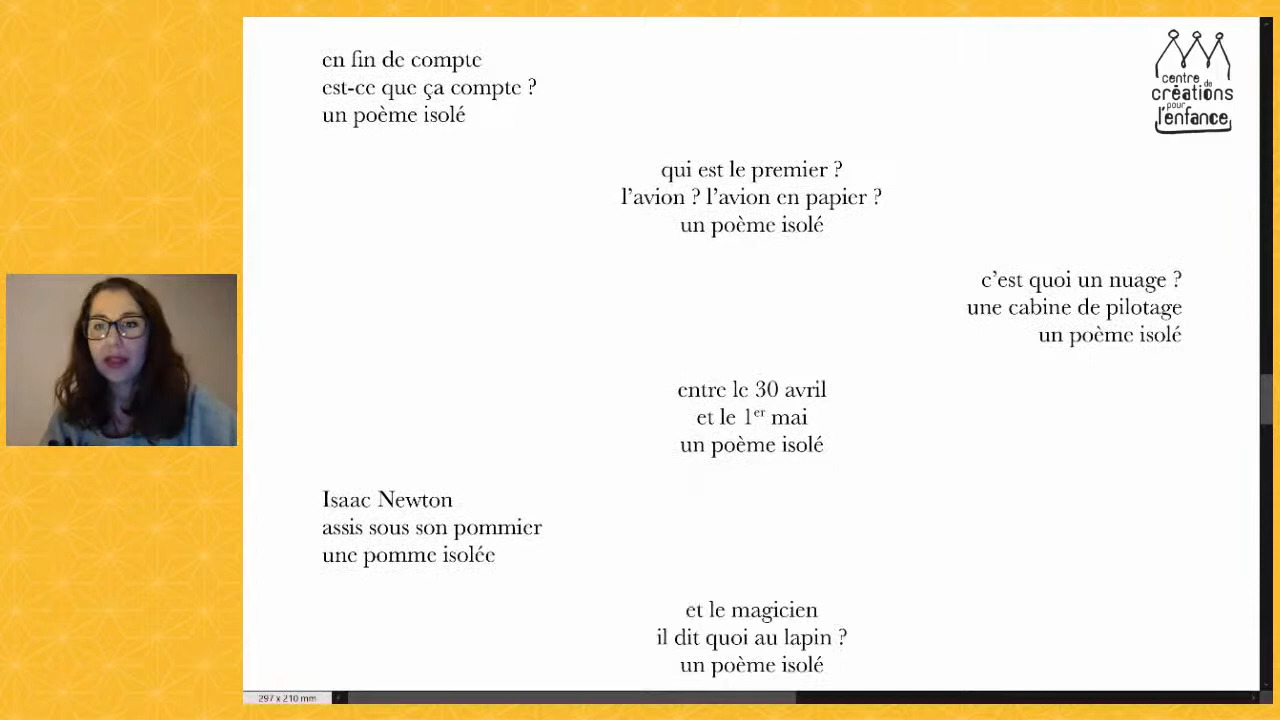 en fin de compte
est-ce que ça compte ?
un poème isolé
centre de
créations
pour
l'enfance
qui est le premier ?
l’avion ? l’avion en papier ?
un poème isolé
c’est quoi un nuage ?
une cabine de pilotage
un poème isolé
entre le 30 avril
et le 1er mai
un poème isolé
Isaac Newton
assis sous son pommier
une pomme isolée
et le magicien
il dit quoi au lapin ?
un poème isolé
297 x 210 mm